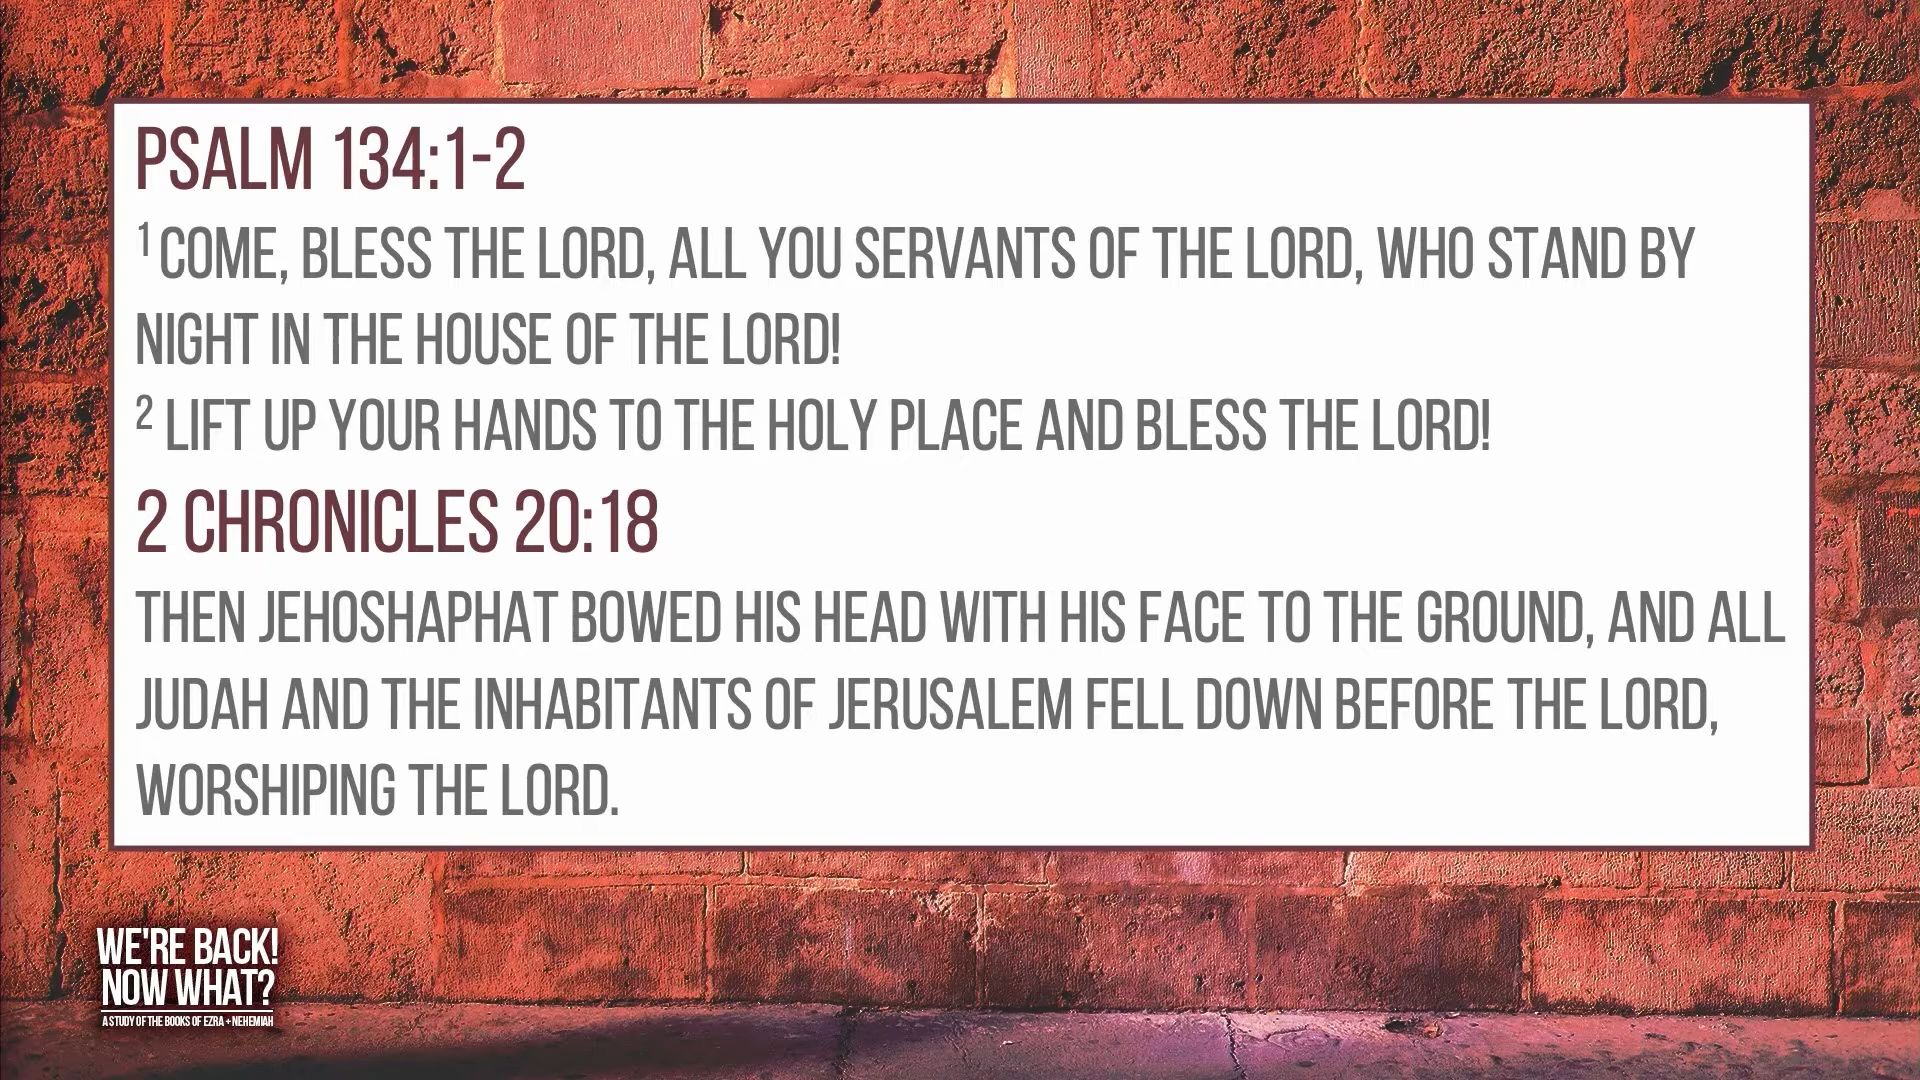 PSALM 134:1-2
1 COME, BLESS THE LORD, ALL YOU SERVANTS OF THE LORD, WHO STAND BY
NIGHT IN THE HOUSE OF THE LORD!
2 LIFT UP YOUR HANDS TO THE HOLY PLACE AND BLESS THE LORD!
2 CHRONICLES 20:18
THEN JEHOSHAPHAT BOWED HIS HEAD WITH HIS FACE TO THE GROUND, AND ALL
JUDAH AND THE INHABITANTS OF JERUSALEM FELL DOWN BEFORE THE LORD,
WORSHIPING THE LORD.
WE'RE BACK!
NOW WHAT?
A STUDY OF THE BOOKS OF EZRA + NEHEMIAH